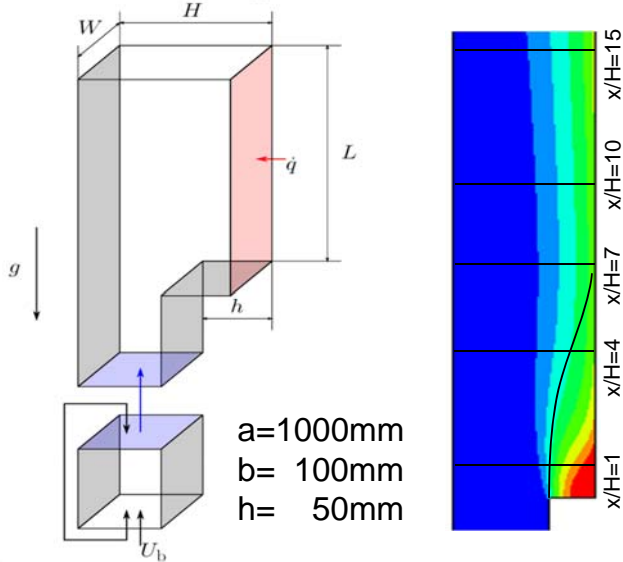 W
H
L
q̇
g
h
U_b
a=1000mm
b= 100mm
h= 50mm
x/H=15
x/H=10
x/H=7
x/H=4
x/H=1